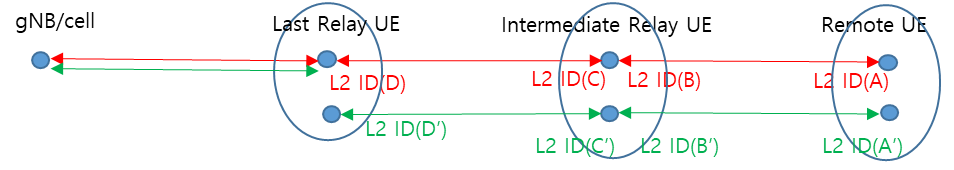 gNB/cell
Last Relay UE
Intermediate Relay UE
Remote UE
L2 ID(D)
L2 ID(C)
L2 ID(B)
L2 ID(A)
L2 ID(D’)
L2 ID(C’)
L2 ID(B’)
L2 ID(A’)